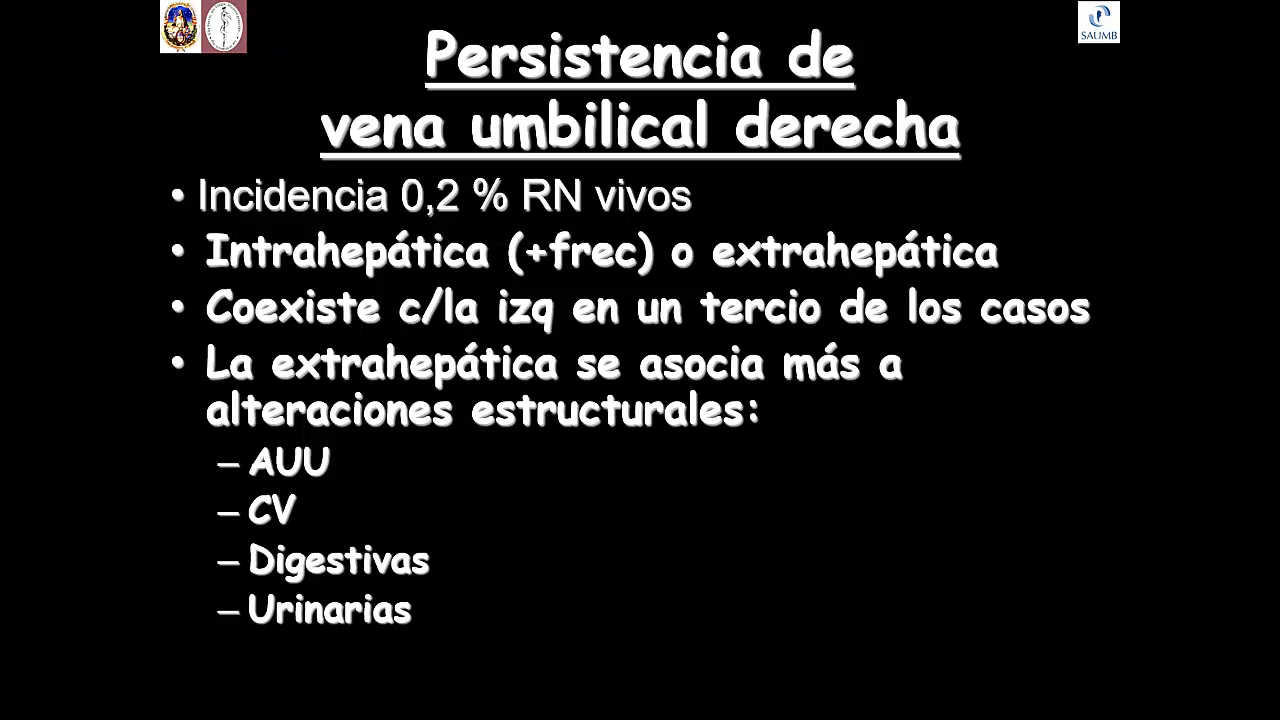 SAUMB
Persistencia de
vena umbilical derecha
• Incidencia 0,2 % RN vivos
• Intrahepática (+frec) o extrahepática
• Coexiste c/la izq en un tercio de los casos
• La extrahepática se asocia más a
alteraciones estructurales:
– AUU
– CV
– Digestivas
– Urinarias